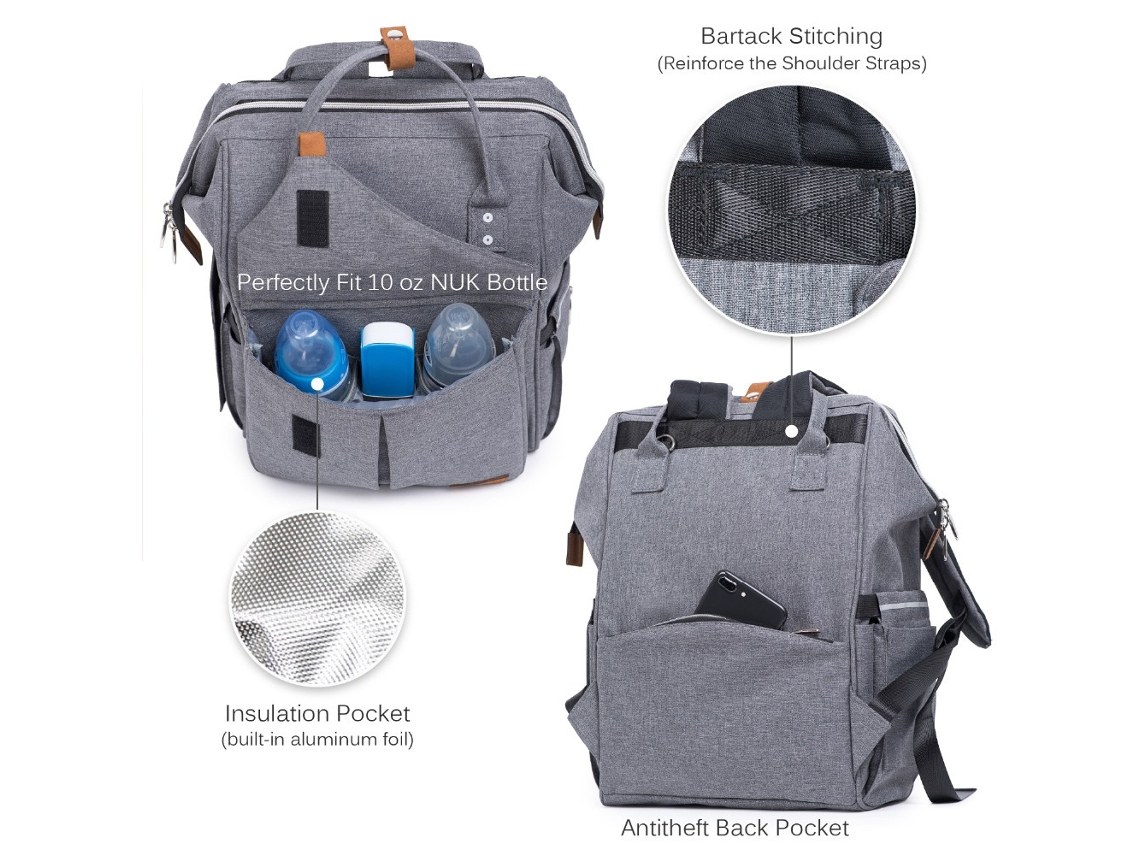 Bartack Stitching
(Reinforce the Shoulder Straps)
Perfectly Fit 10 oz NUK Bottle
Insulation Pocket
(built-in aluminum foil)
Antitheft Back Pocket